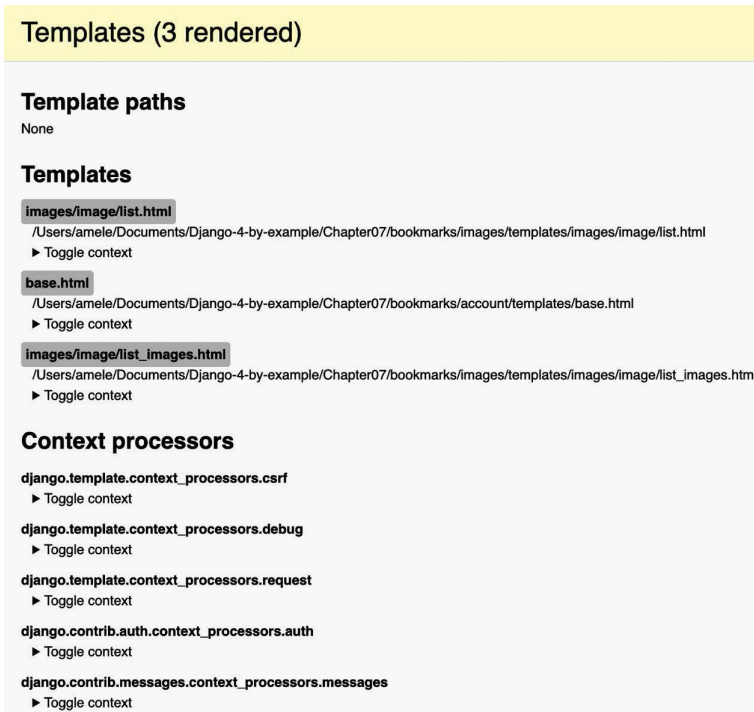 Templates (3 rendered)
Template paths
None
Templates
images/image/list.html
/Users/amele/Documents/Django-4-by-example/Chapter07/bookmarks/images/templates/images/image/list.html
▶ Toggle context
base.html
/Users/amele/Documents/Django-4-by-example/Chapter07/bookmarks/account/templates/base.html
▶ Toggle context
images/image/list_images.html
/Users/amele/Documents/Django-4-by-example/Chapter07/bookmarks/images/templates/images/image/list_images.htm
▶ Toggle context
Context processors
django.template.context_processors.csrf
▶ Toggle context
django.template.context_processors.debug
▶ Toggle context
django.template.context_processors.request
▶ Toggle context
django.contrib.auth.context_processors.auth
▶ Toggle context
django.contrib.messages.context_processors.messages
▶ Toggle context